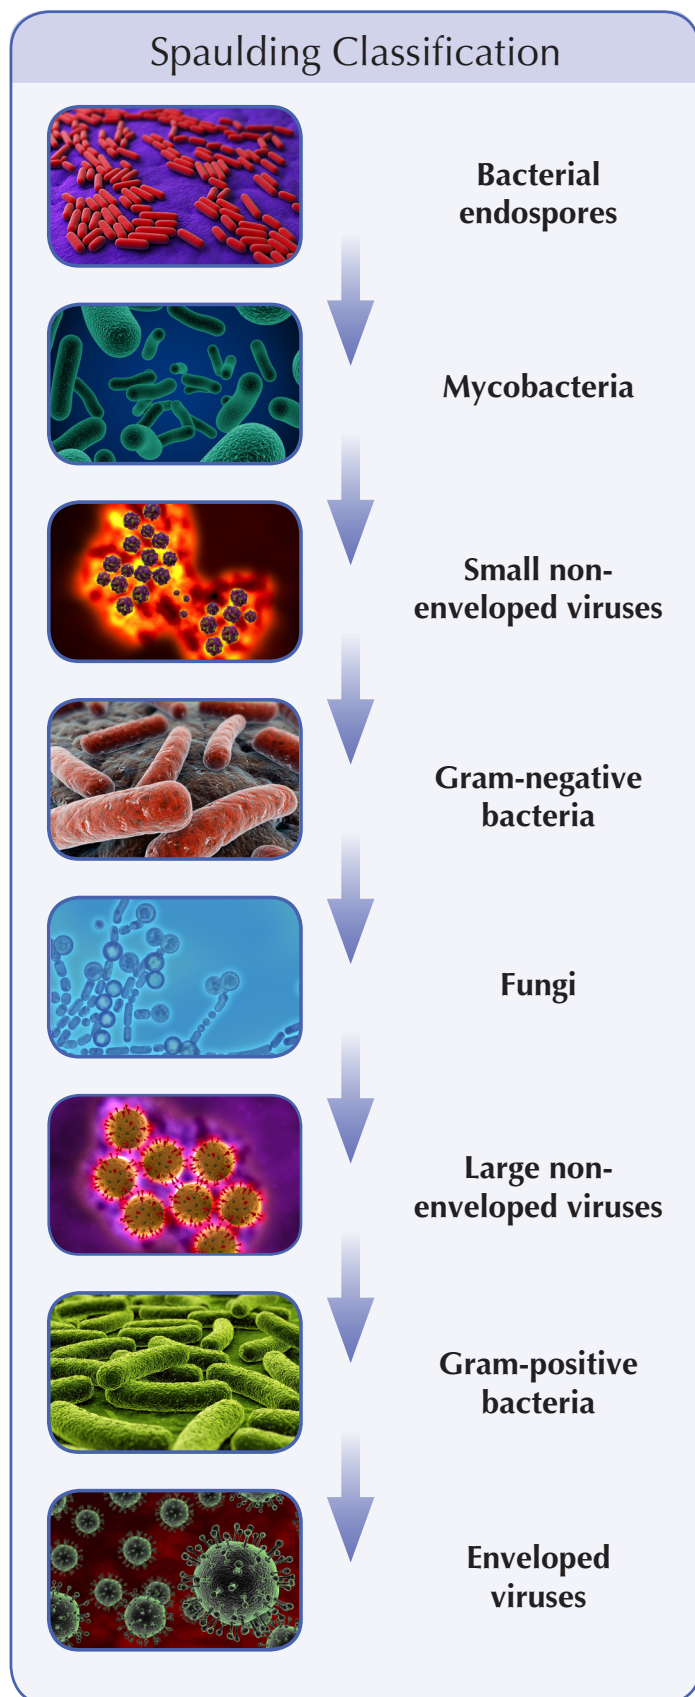 Spaulding Classification
Bacterial
endospores
Mycobacteria
Small non-
enveloped viruses
Gram-negative
bacteria
Fungi
Large non-
enveloped viruses
Gram-positive
bacteria
Enveloped
viruses